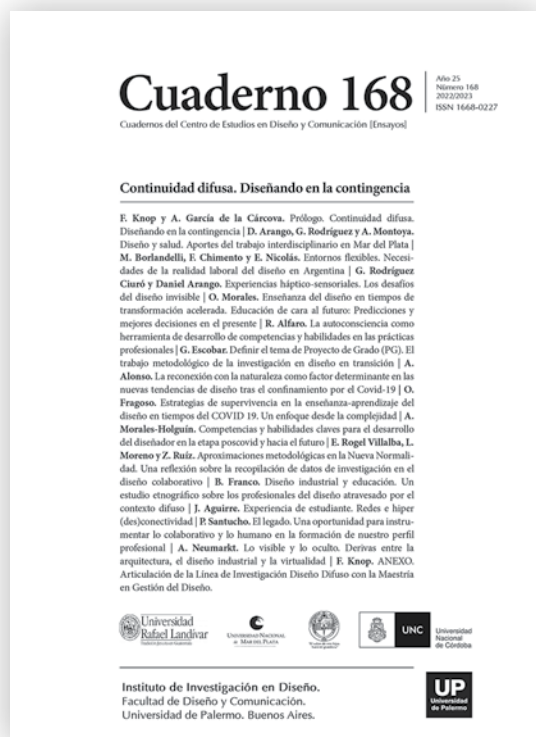 Cuaderno 168
Año 25
Número 168
2022/2023
ISSN 1668-0227
Cuadernos del Centro de Estudios en Diseño y Comunicación [Ensayos]
Continuidad difusa. Diseñando en la contingencia
F. Knop y A. García de la Cárcova. Prólogo. Continuidad difusa.
Diseñando en la contingencia | D. Arango, G. Rodríguez y A. Montoya.
Diseño y salud. Aportes del trabajo interdisciplinario en Mar del Plata |
M. Borlandelli, F. Chimento y E. Nicolás. Entornos flexibles. Necesi-
dades de la realidad laboral del diseño en Argentina | G. Rodríguez
Ciuró y Daniel Arango. Experiencias háptico-sensoriales. Los desafíos
del diseño invisible | O. Morales. Enseñanza del diseño en tiempos de
transformación acelerada. Educación de cara al futuro: Predicciones y
mejores decisiones en el presente | R. Alfaro. La autoconsciencia como
herramienta de desarrollo de competencias y habilidades en las prácticas
profesionales | G. Escobar. Definir el tema de Proyecto de Grado (PG). El
trabajo metodológico de la investigación en diseño en transición | A.
Alonso. La reconexión con la naturaleza como factor determinante en las
nuevas tendencias de diseño tras el confinamiento por el Covid-19 | O.
Fragoso. Estrategias de supervivencia en la enseñanza-aprendizaje del
diseño en tiempos del COVID 19. Un enfoque desde la complejidad | A.
Morales-Holguín. Competencias y habilidades claves para el desarrollo
del diseñador en la etapa poscovid y hacia el futuro | E. Rogel Villalba, L.
Moreno y Z. Ruíz. Aproximaciones metodológicas en la Nueva Normali-
dad. Una reflexión sobre la recopilación de datos de investigación en el
diseño colaborativo | B. Franco. Diseño industrial y educación. Un
estudio etnográfico sobre los profesionales del diseño atravesado por el
contexto difuso | J. Aguirre. Experiencia de estudiante. Redes e hiper
(des)conectividad | P. Santucho. El legado. Una oportunidad para instru-
mentar lo colaborativo y lo humano en la formación de nuestro perfil
profesional | A. Neumarkt. Lo visible y lo oculto. Derivas entre la
arquitectura, el diseño industrial y la virtualidad | F. Knop. ANEXO.
Articulación de la Línea de Investigación Diseño Difuso con la Maestría
en Gestión del Diseño.
Universidad
Rafael Landívar
UNIVERSIDAD NACIONAL
DE MAR DEL PLATA
UNC
Universidad
Nacional
de Córdoba
Instituto de Investigación en Diseño.
Facultad de Diseño y Comunicación.
Universidad de Palermo. Buenos Aires.
UP
Universidad
de Palermo